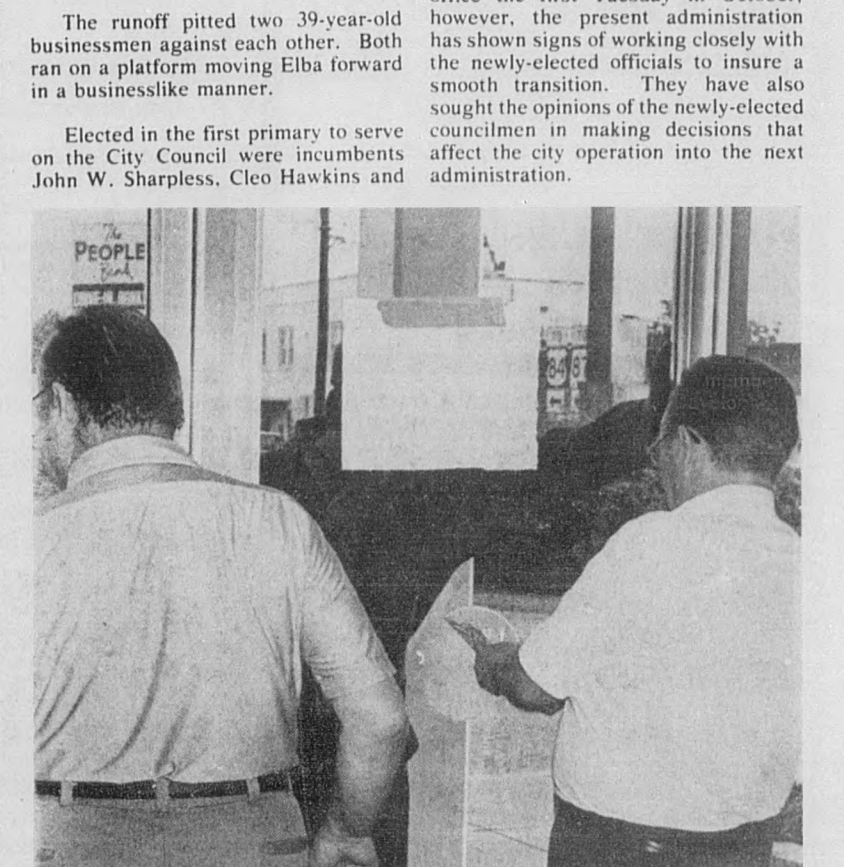 The runoff pitted two 39-year-old
businessmen against each other. Both
ran on a platform moving Elba forward
in a businesslike manner.
Elected in the first primary to serve
on the City Council were incumbents
John W. Sharpless, Cleo Hawkins and
however, the present administration
has shown signs of working closely with
the newly-elected officials to insure a
smooth transition. They have also
sought the opinions of the newly-elected
councilmen in making decisions that
affect the city operation into the next
administration.
The
PEOPLE
Bank
84 87